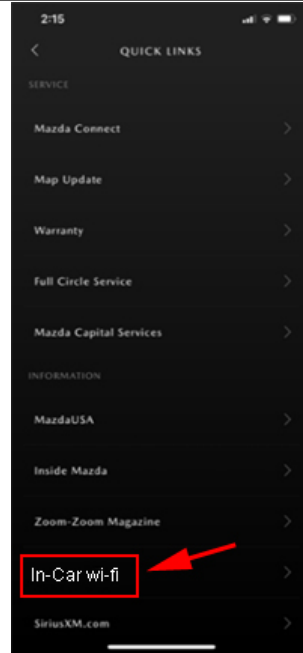 2:15
QUICK LINKS
SERVICE
Mazda Connect
Map Update
Warranty
Full Circle Service
Mazda Capital Services
INFORMATION
MazdaUSA
Inside Mazda
Zoom-Zoom Magazine
In-Car wi-fi
SiriusXM.com